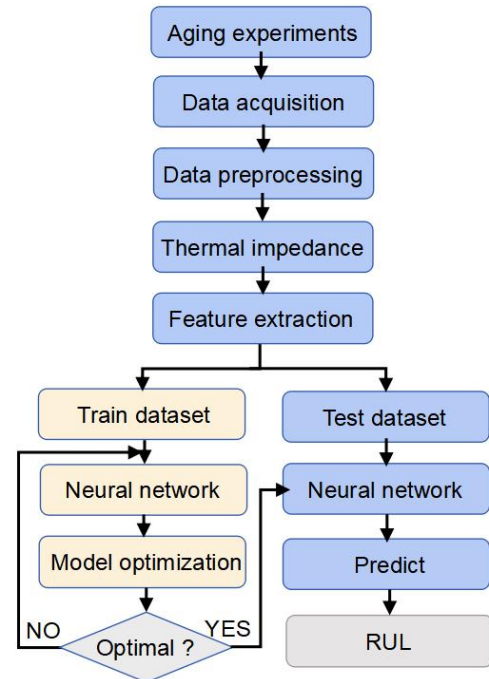 Aging experiments
Data acquisition
Data preprocessing
Thermal impedance
Feature extraction
Train dataset
Test dataset
Neural network
Neural network
Model optimization
Predict
NO
Optimal ?
YES
RUL